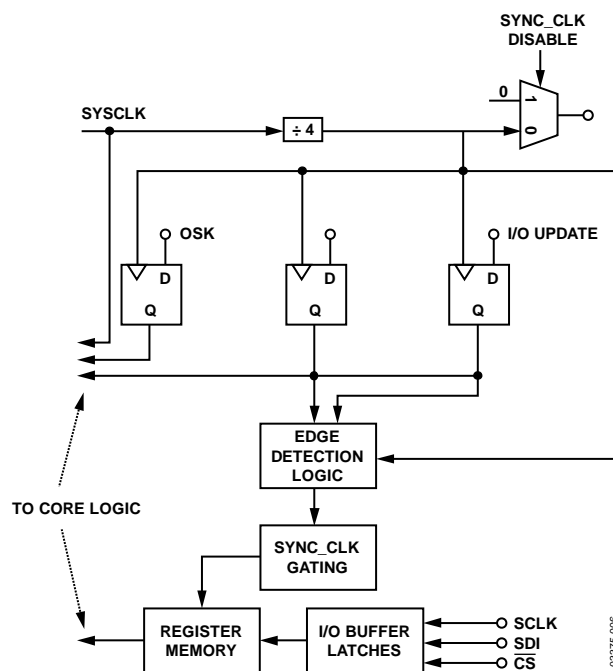 SYNC_CLK
DISABLE
0
1
0
SYSCLK
÷ 4
OSK
I/O UPDATE
D
D
D
Q
Q
Q
EDGE
DETECTION
LOGIC
TO CORE LOGIC
SYNC_CLK
GATING
REGISTER
MEMORY
I/O BUFFER
LATCHES
SCLK
SDI
CS